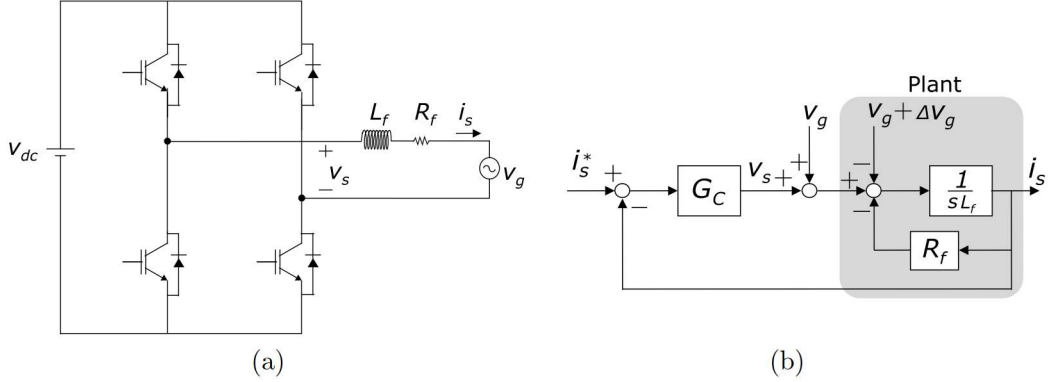 v_dc
L_f R_f i_s
+
v_s
−
v_g
(a)
Plant
v_g v_g + Δv_g
i_s^* + − G_C v_s + + + − − 1/(sL_f) i_s
R_f
(b)